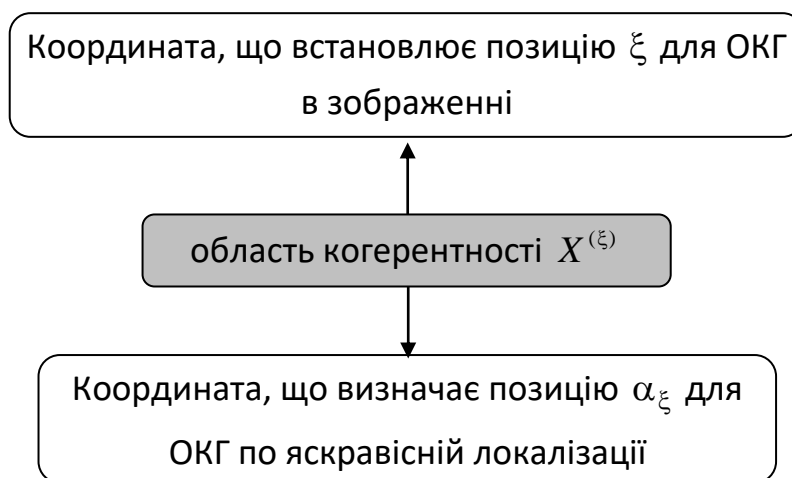 Координата, що встановлює позицію ξ для ОКГ
в зображенні
область когерентності X^(ξ)
Координата, що визначає позицію α_ξ для
ОКГ по яскравісній локалізації